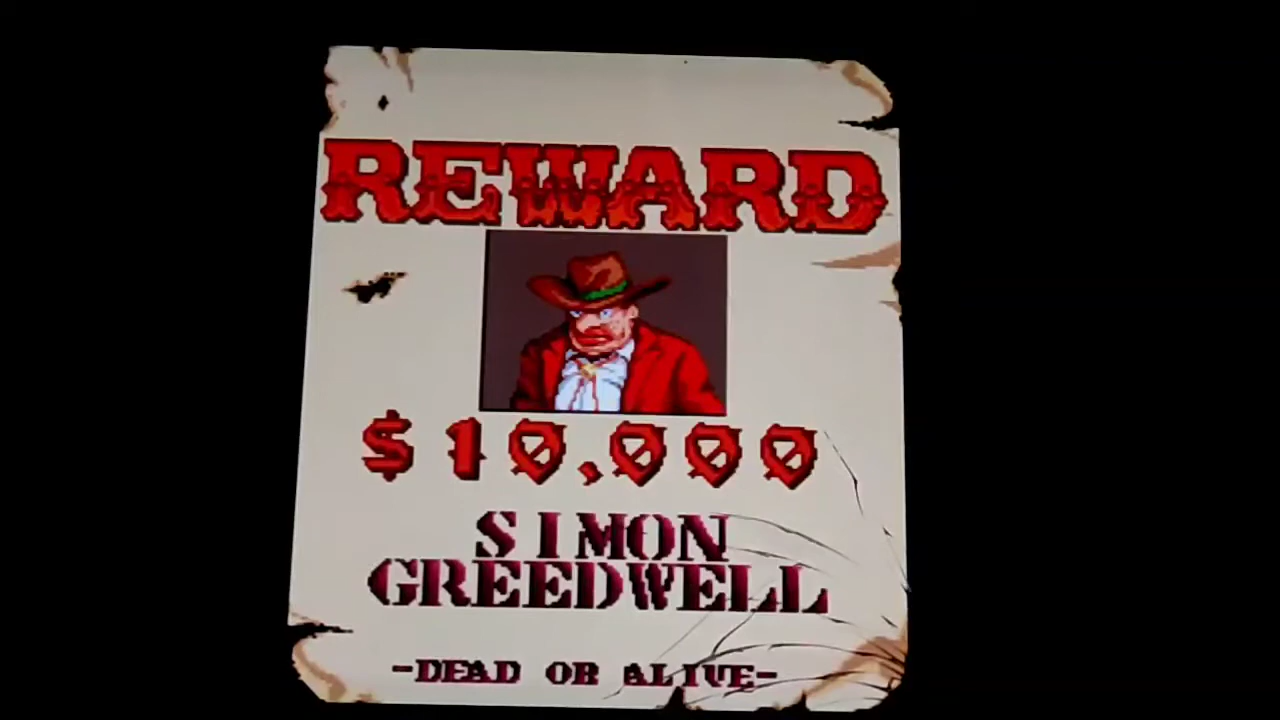 REWARD
$10,000
SIMON
GREEDWELL
-DEAD OR ALIVE-